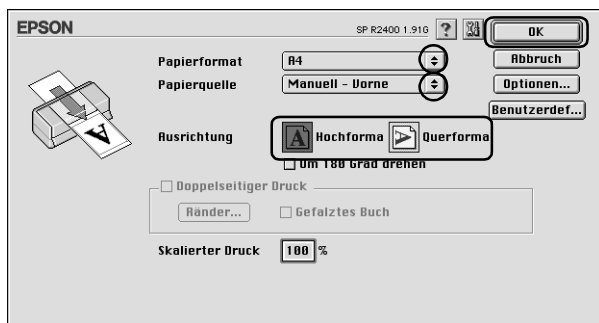 EPSON
SP R2400 1.91G ? OK
Papierformat A4 Abbruch
Papierquelle Manuell - Vorne Optionen...
Benutzerdef...
Ausrichtung Hochforma Querforma
Um 180 Grad drehen
Doppelseitiger Druck
Ränder... Gefalztes Buch
Skalierter Druck 100 %